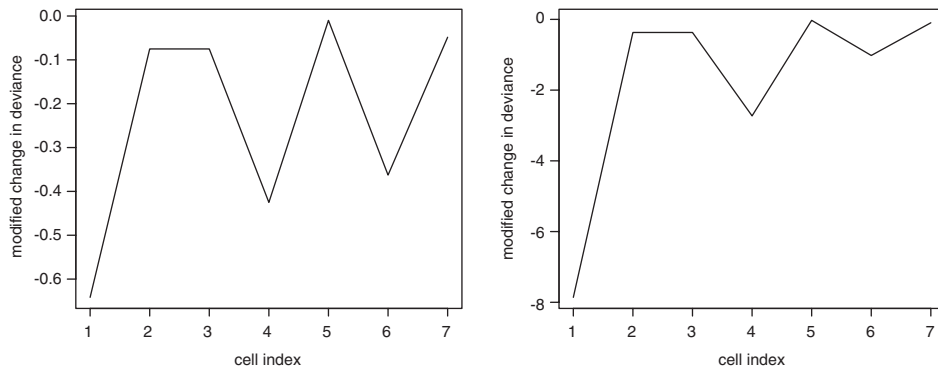 modified change in deviance
0.0
-0.1
-0.2
-0.3
-0.4
-0.5
-0.6
1 2 3 4 5 6 7
cell index
modified change in deviance
0
-2
-4
-6
-8
1 2 3 4 5 6 7
cell index